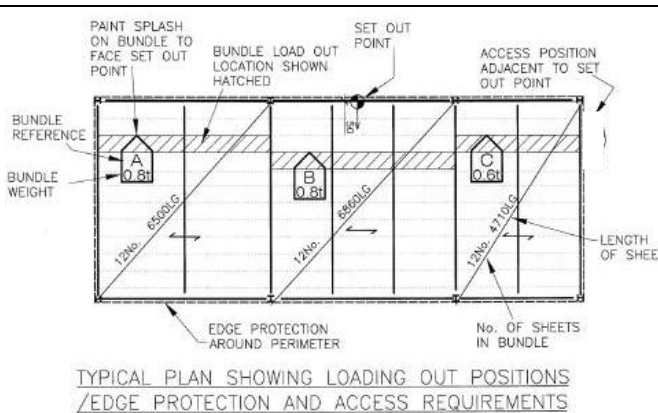 PAINT SPLASH
ON BUNDLE TO
FACE SET OUT
POINT
BUNDLE LOAD OUT
LOCATION SHOWN
HATCHED
SET OUT
POINT
ACCESS POSITION
ADJACENT TO SET
OUT POINT
BUNDLE
REFERENCE
BUNDLE
WEIGHT
A
0.8t
B
0.8t
C
0.6t
12No. 6500LG
12No. 6860LG
12No. 4710LG
LENGTH
OF SHEE
EDGE PROTECTION
AROUND PERIMETER
No. OF SHEETS
IN BUNDLE
TYPICAL PLAN SHOWING LOADING OUT POSITIONS
/EDGE PROTECTION AND ACCESS REQUIREMENTS